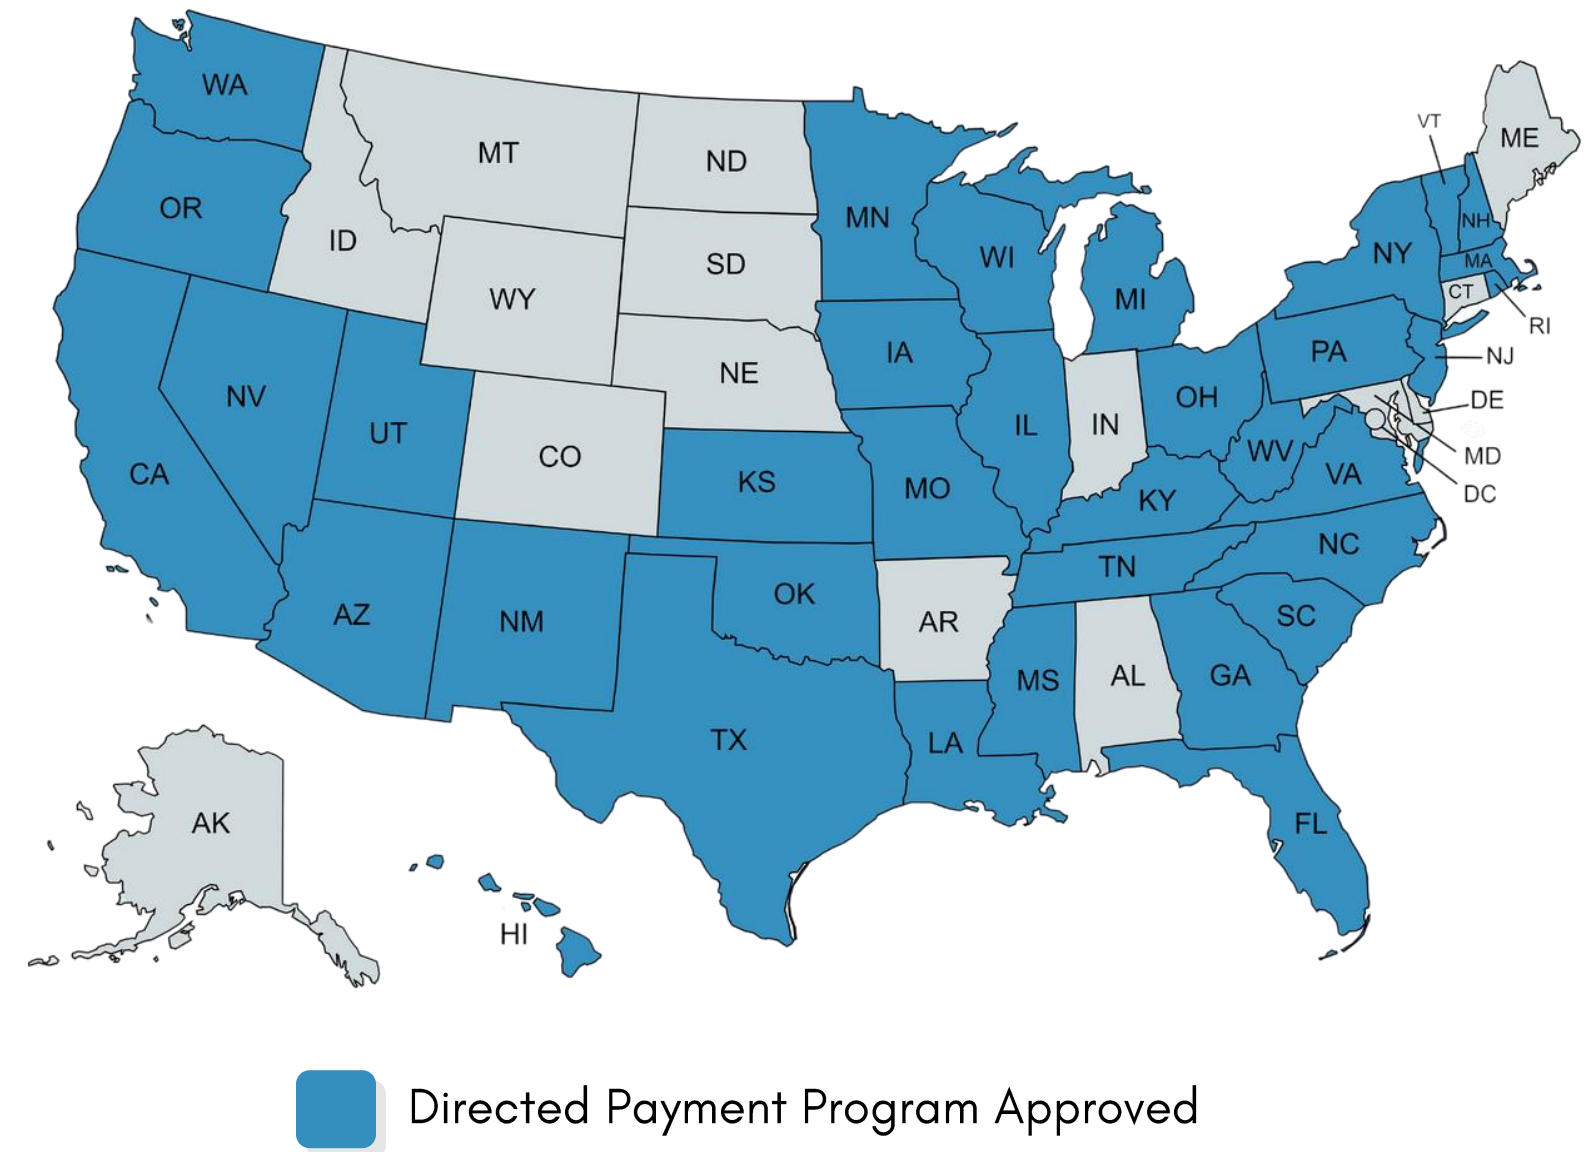 WA
VT
ME
MT
ND
OR
MN
NH
ID
NY
WI
MA
SD
CT
WY
MI
RI
IA
PA
NJ
NE
NV
OH
DE
UT
IL
IN
CO
WV
MD
CA
KS
MO
KY
VA
DC
NC
TN
OK
AZ
NM
AR
SC
MS
AL
GA
TX
LA
AK
FL
HI
Directed Payment Program Approved